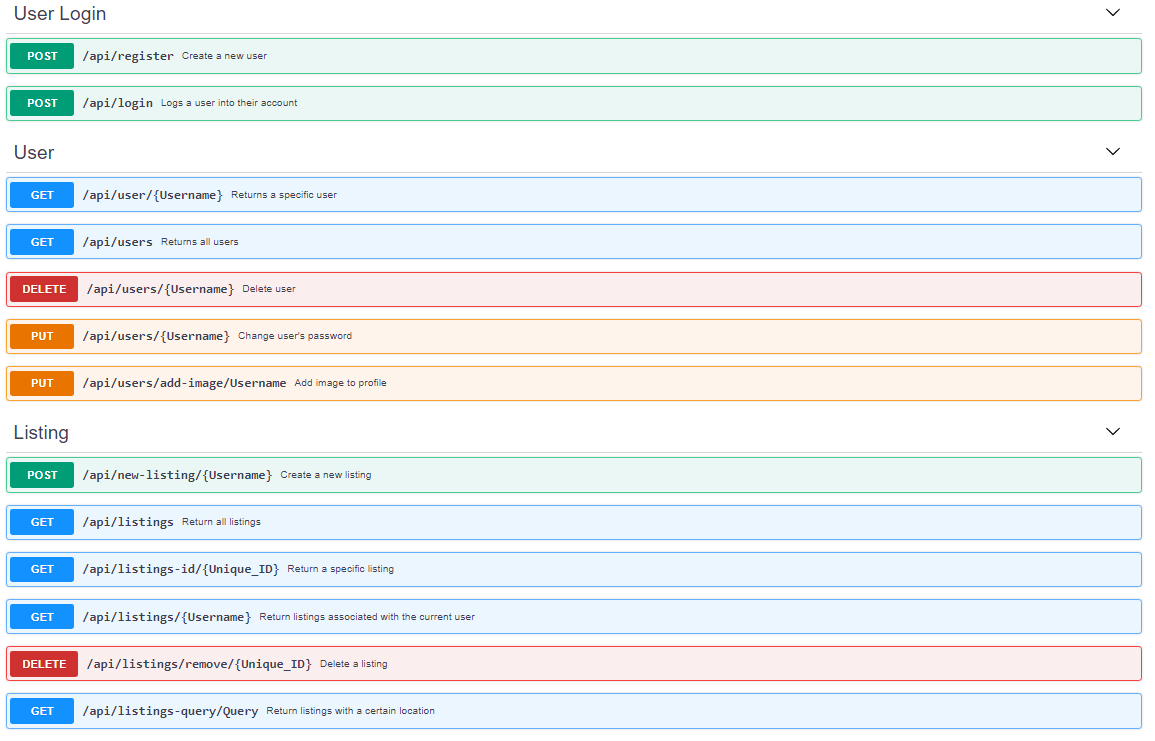 User Login
POST /api/register Create a new user
POST /api/login Logs a user into their account
User
GET /api/user/{Username} Returns a specific user
GET /api/users Returns all users
DELETE /api/users/{Username} Delete user
PUT /api/users/{Username} Change user's password
PUT /api/users/add-image/Username Add image to profile
Listing
POST /api/new-listing/{Username} Create a new listing
GET /api/listings Return all listings
GET /api/listings-id/{Unique_ID} Return a specific listing
GET /api/listings/{Username} Return listings associated with the current user
DELETE /api/listings/remove/{Unique_ID} Delete a listing
GET /api/listings-query/Query Return listings with a certain location